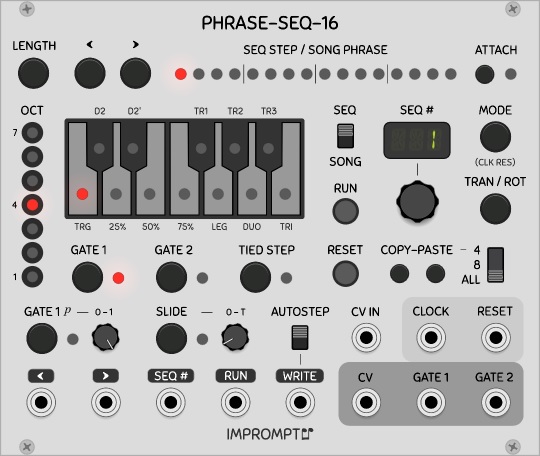 PHRASE-SEQ-16
LENGTH < > SEQ STEP / SONG PHRASE ATTACH
OCT D2 D2' TR1 TR2 TR3 SEQ SEQ # MODE
7
SONG (CLK RES)
4 RUN TRAN / ROT
TRG 25% 50% 75% LEG DUO TRI
GATE 1 GATE 2 TIED STEP RESET COPY-PASTE 4
8
1 ALL
GATE 1 p 0-1 SLIDE 0-T AUTOSTEP CV IN CLOCK RESET
< > SEQ # RUN WRITE CV GATE 1 GATE 2
IMPROMPTU